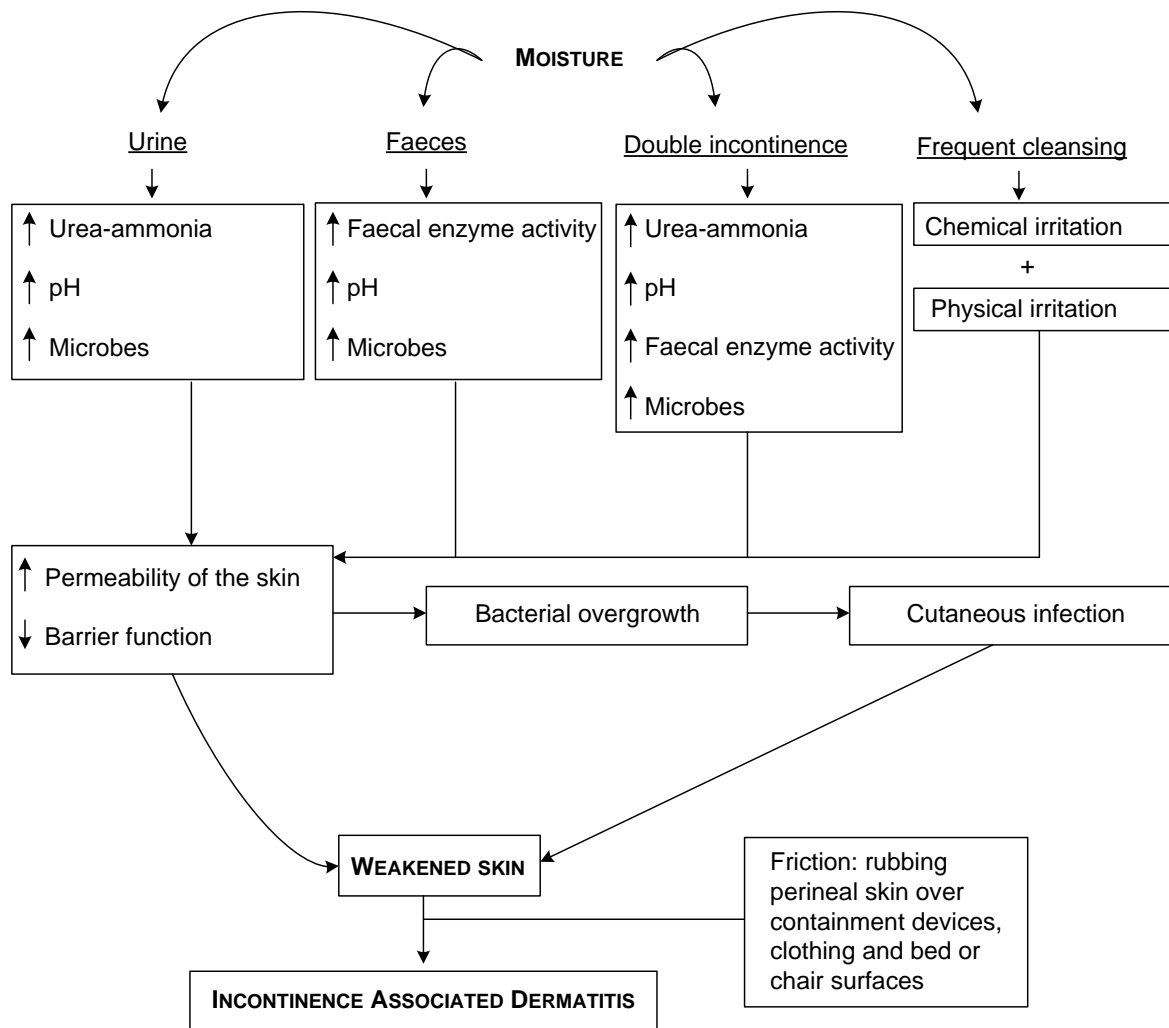 MOISTURE
Urine
Faeces
Double incontinence
Frequent cleansing
↑ Urea-ammonia
↑ pH
↑ Microbes
↑ Faecal enzyme activity
↑ pH
↑ Microbes
↑ Urea-ammonia
↑ pH
↑ Faecal enzyme activity
↑ Microbes
Chemical irritation
+
Physical irritation
↑ Permeability of the skin
↓ Barrier function
Bacterial overgrowth
Cutaneous infection
WEAKENED SKIN
Friction: rubbing
perineal skin over
containment devices,
clothing and bed or
chair surfaces
INCONTINENCE ASSOCIATED DERMATITIS